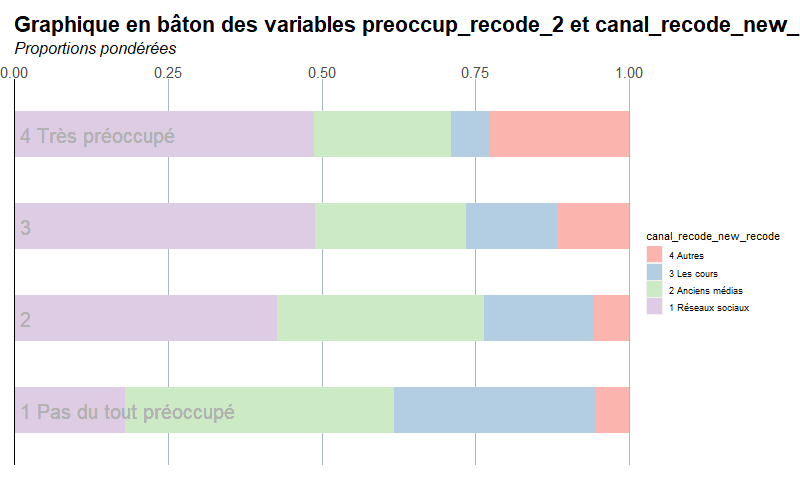 Graphique en bâton des variables preoccup_recode_2 et canal_recode_new_
Proportions pondérées
0.00 0.25 0.50 0.75 1.00
4 Très préoccupé
3
2
1 Pas du tout préoccupé
canal_recode_new_recode
4 Autres
3 Les cours
2 Anciens médias
1 Réseaux sociaux